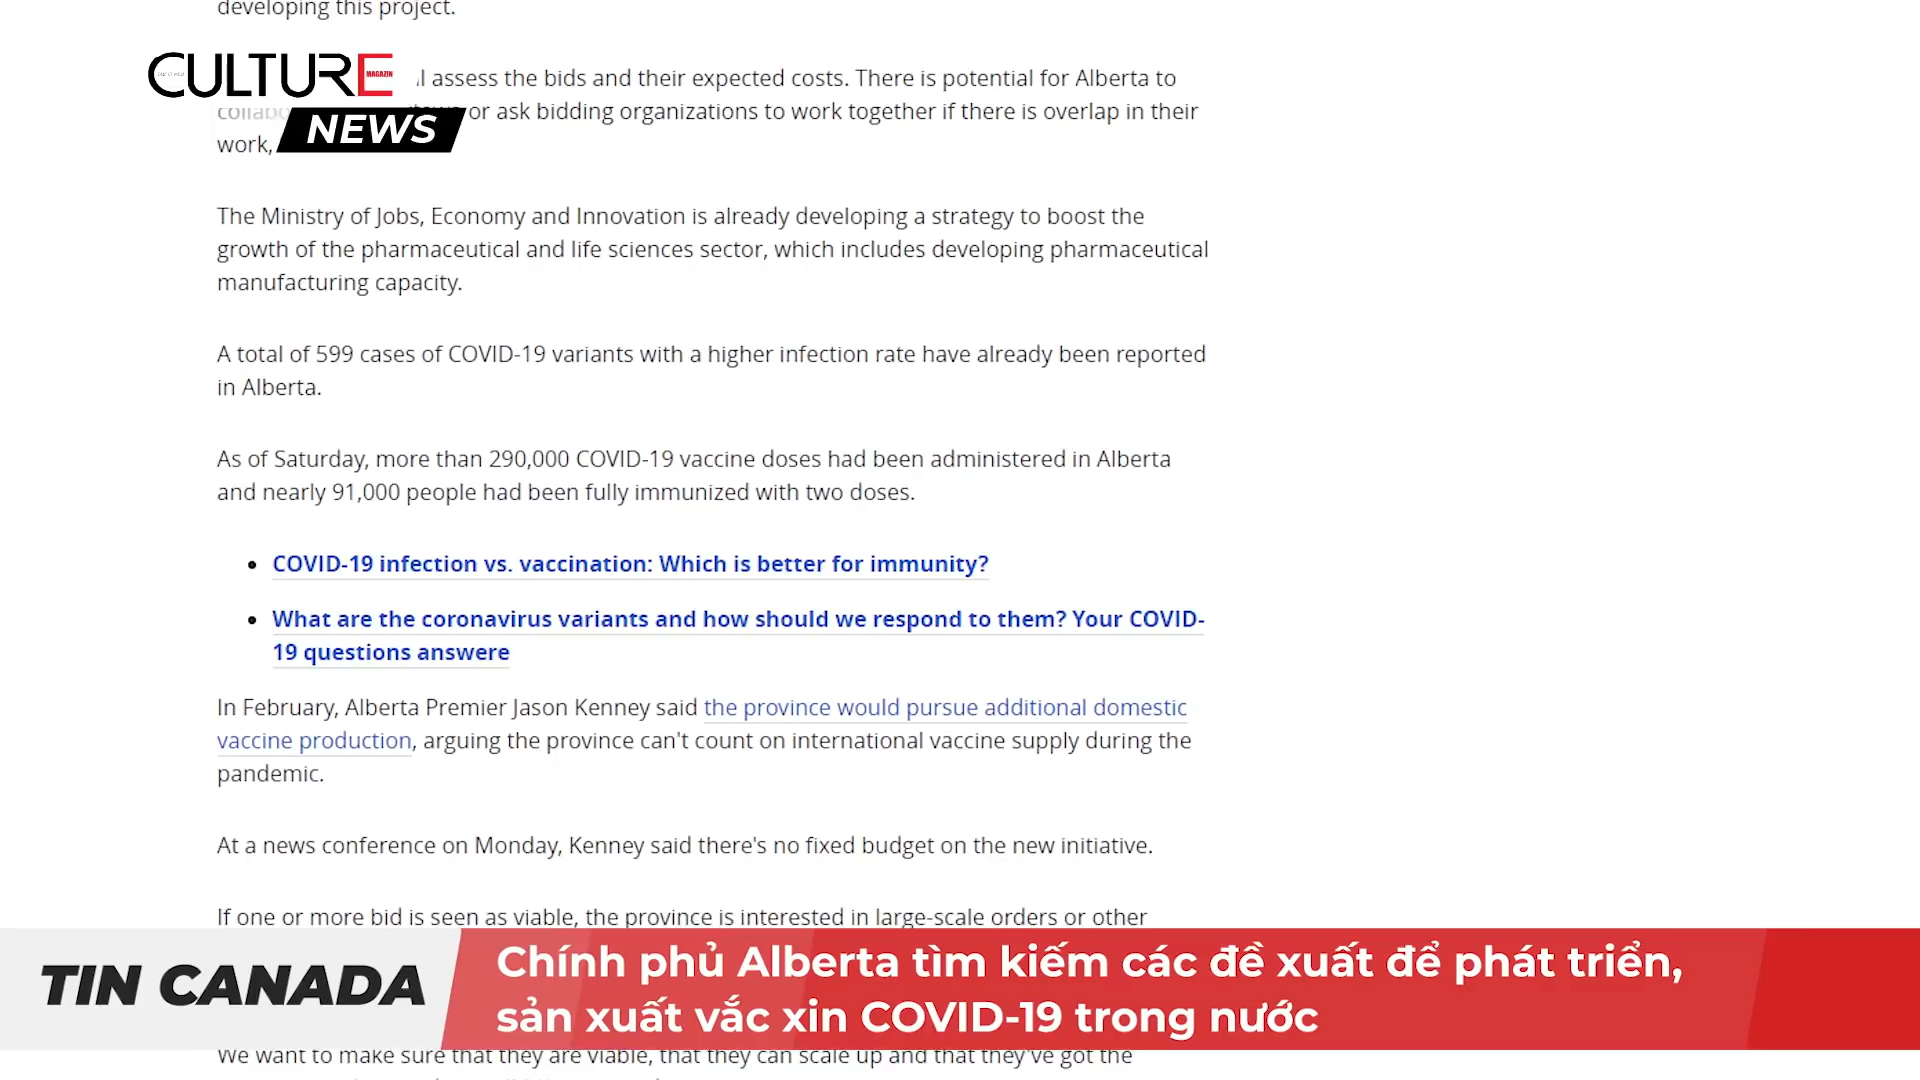 developing this project.
CULTURE
MAGAZIN
NEWS
assess the bids and their expected costs. There is potential for Alberta to
or ask bidding organizations to work together if there is overlap in their
work,
The Ministry of Jobs, Economy and Innovation is already developing a strategy to boost the
growth of the pharmaceutical and life sciences sector, which includes developing pharmaceutical
manufacturing capacity.
A total of 599 cases of COVID-19 variants with a higher infection rate have already been reported
in Alberta.
As of Saturday, more than 290,000 COVID-19 vaccine doses had been administered in Alberta
and nearly 91,000 people had been fully immunized with two doses.
• COVID-19 infection vs. vaccination: Which is better for immunity?
• What are the coronavirus variants and how should we respond to them? Your COVID-
19 questions answere
In February, Alberta Premier Jason Kenney said the province would pursue additional domestic
vaccine production, arguing the province can't count on international vaccine supply during the
pandemic.
At a news conference on Monday, Kenney said there's no fixed budget on the new initiative.
If one or more bid is seen as viable, the province is interested in large-scale orders or other
TIN CANADA
Chính phủ Alberta tìm kiếm các đề xuất để phát triển,
sản xuất vắc xin COVID-19 trong nước
We want to make sure that they are viable, that they can scale up and that they've got the